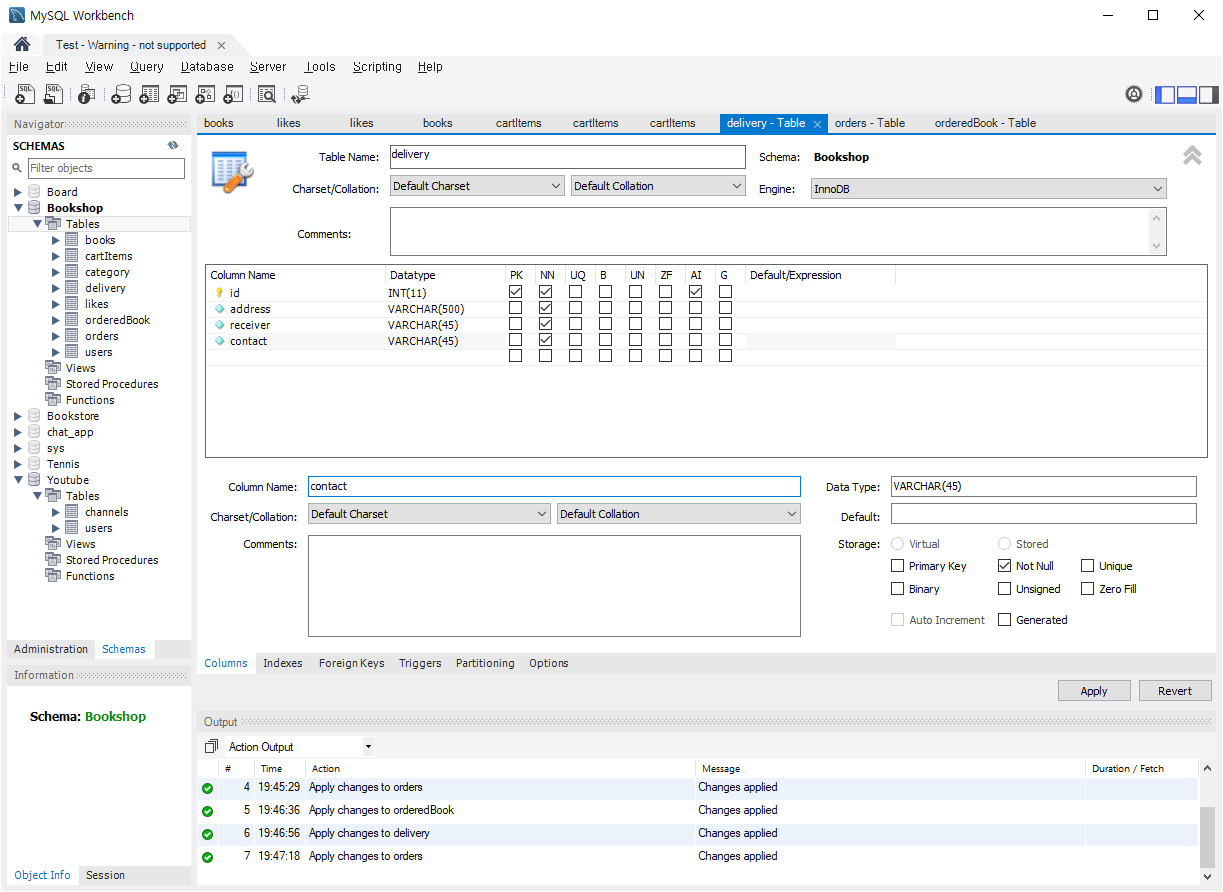 MySQL Workbench
Test - Warning - not supported
File Edit View Query Database Server Tools Scripting Help
Navigator
SCHEMAS
Filter objects
Board
Bookshop
Tables
books
cartItems
category
delivery
likes
orderedBook
orders
users
Views
Stored Procedures
Functions
Bookstore
chat_app
sys
Tennis
Youtube
Tables
channels
users
Views
Stored Procedures
Functions
Administration Schemas
Information
Schema: Bookshop
Object Info Session
books likes likes books cartItems cartItems cartItems delivery - Table orders - Table orderedBook - Table
Table Name: delivery Schema: Bookshop
Charset/Collation: Default Charset Default Collation Engine: InnoDB
Comments:
Column Name Datatype PK NN UQ B UN ZF AI G Default/Expression
id INT(11)
address VARCHAR(500)
receiver VARCHAR(45)
contact VARCHAR(45)
Column Name: contact Data Type: VARCHAR(45)
Charset/Collation: Default Charset Default Collation Default:
Comments: Storage: Virtual Stored
Primary Key Not Null Unique
Binary Unsigned Zero Fill
Auto Increment Generated
Columns Indexes Foreign Keys Triggers Partitioning Options
Apply Revert
Output
Action Output
# Time Action Message Duration / Fetch
4 19:45:29 Apply changes to orders Changes applied
5 19:46:36 Apply changes to orderedBook Changes applied
6 19:46:56 Apply changes to delivery Changes applied
7 19:47:18 Apply changes to orders Changes applied